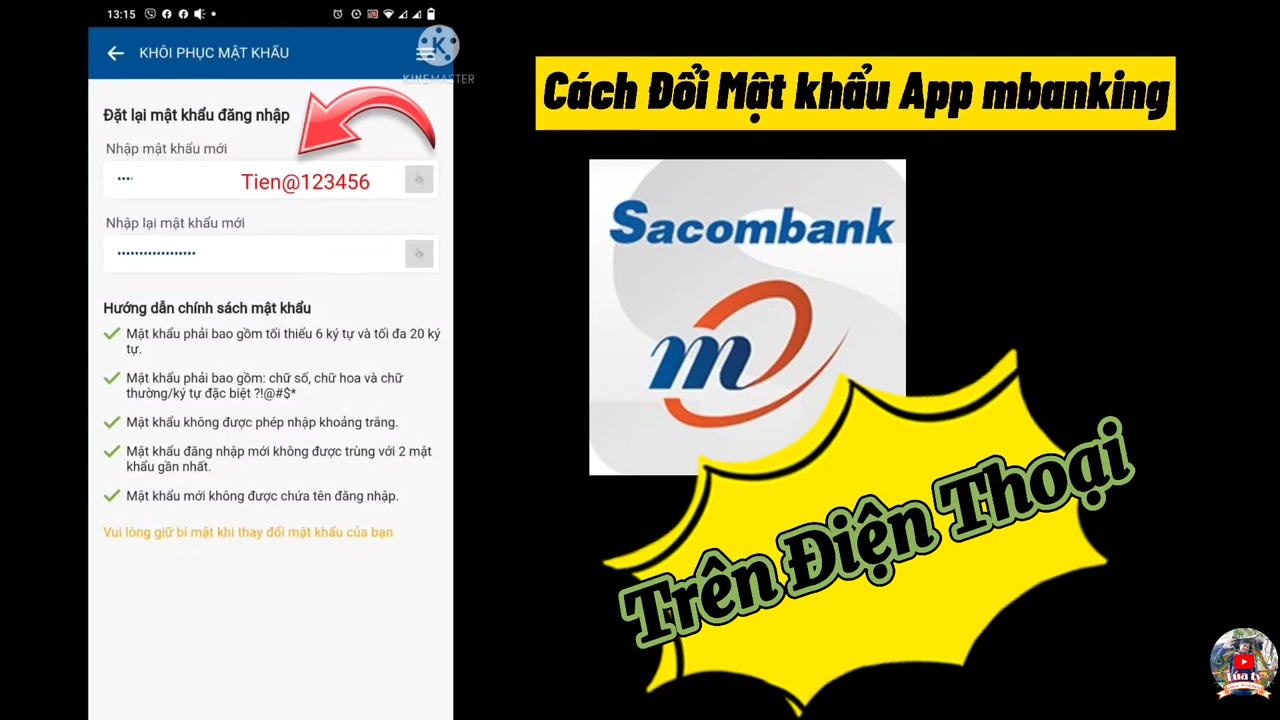 13:15
KHÔI PHỤC MẬT KHẨU
KINEMASTER
Đặt lại mật khẩu đăng nhập
Nhập mật khẩu mới
••••
Tien@123456
Nhập lại mật khẩu mới
••••••••••••••••••
Hướng dẫn chính sách mật khẩu
Mật khẩu phải bao gồm tối thiểu 6 ký tự và tối đa 20 ký
tự.
Mật khẩu phải bao gồm: chữ số, chữ hoa và chữ
thường/ký tự đặc biệt ?!@#$*
Mật khẩu không được phép nhập khoảng trắng.
Mật khẩu đăng nhập mới không được trùng với 2 mật
khẩu gần nhất.
Mật khẩu mới không được chứa tên đăng nhập.
Vui lòng giữ bí mật khi thay đổi mật khẩu của bạn
Cách Đổi Mật khẩu App mbanking
Sacombank
m
Trên Điện Thoại